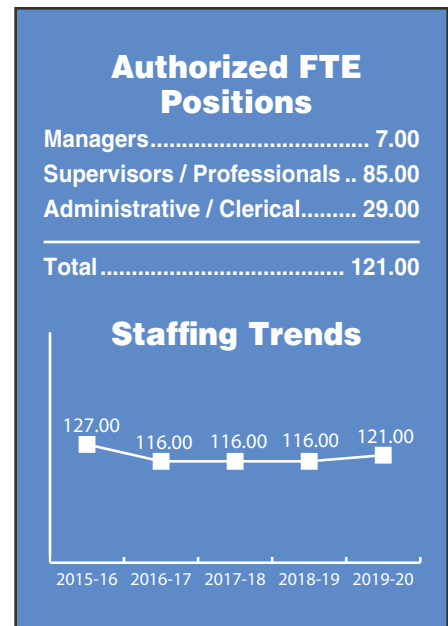 Authorized FTE
Positions
Managers................................... 7.00
Supervisors / Professionals .. 85.00
Administrative / Clerical......... 29.00
Total....................................... 121.00
Staffing Trends
127.00 116.00 116.00 116.00 121.00
2015-16 2016-17 2017-18 2018-19 2019-20